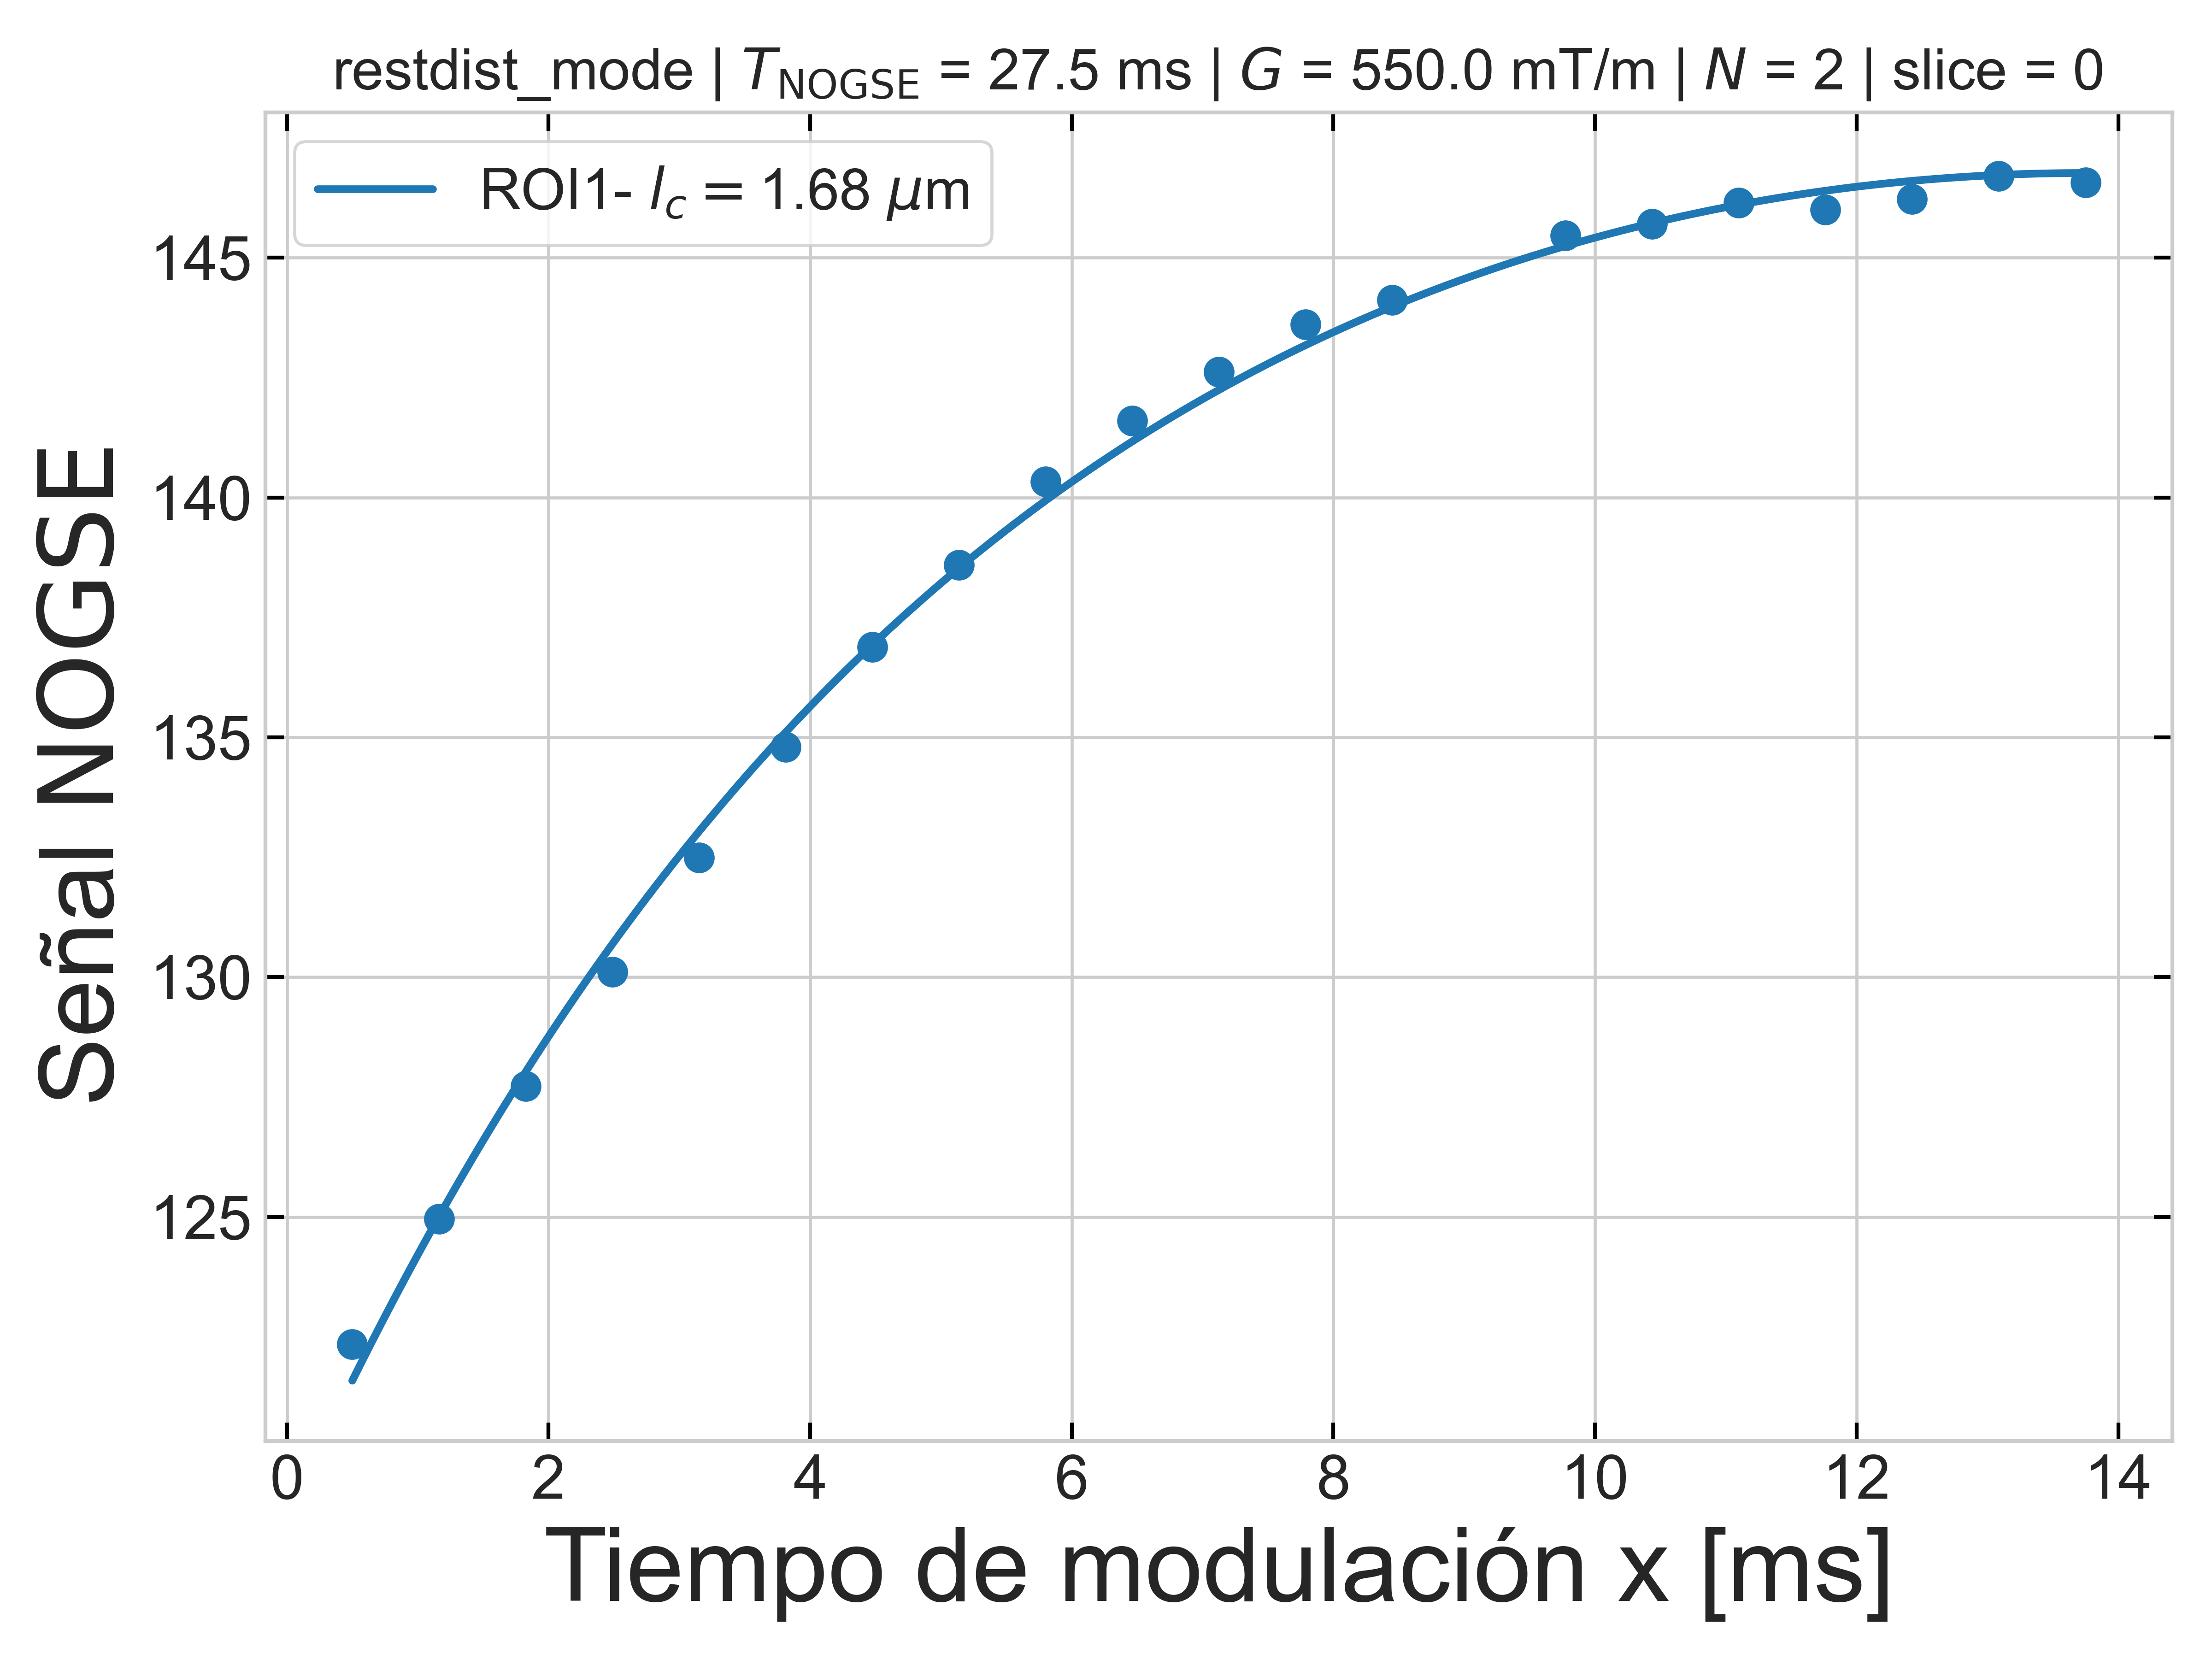 restdist_mode | T_NOGSE = 27.5 ms | G = 550.0 mT/m | N = 2 | slice = 0
ROI1- l_c = 1.68 μm
Señal NOGSE
145
140
135
130
125
0 2 4 6 8 10 12 14
Tiempo de modulación x [ms]